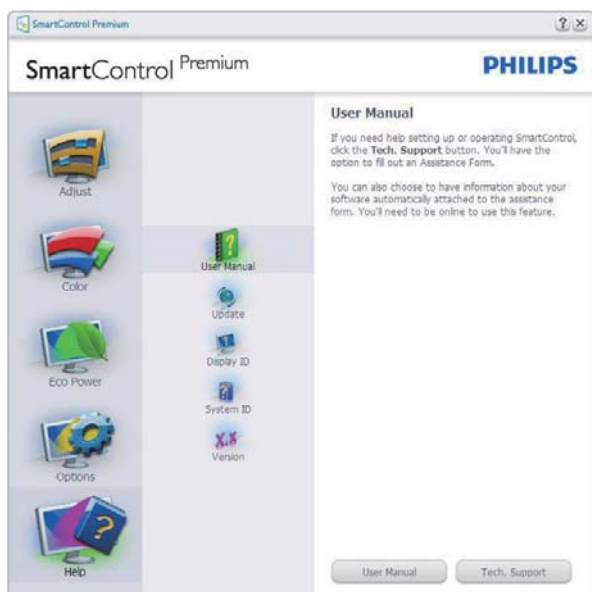 SmartControl Premium
SmartControl Premium
PHILIPS
Adjust
Color
Eco Power
Options
Help
User Manual
Update
Display ID
System ID
X.X
Version
User Manual
If you need help setting up or operating SmartControl,
click the Tech. Support button. You'll have the
option to fill out an Assistance Form.
You can also choose to have information about your
software automatically attached to the assistance
form. You'll need to be online to use this feature.
User Manual
Tech. Support